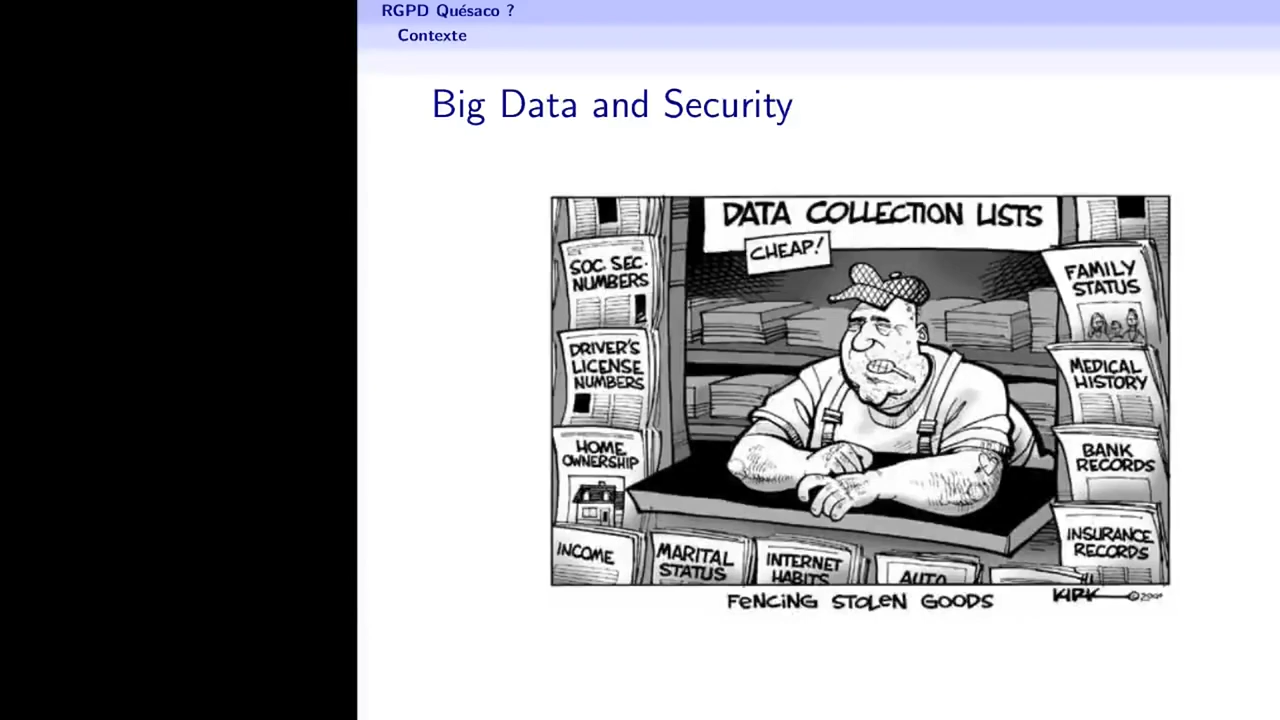 RGPD Quésaco ?
Contexte
Big Data and Security
DATA COLLECTION LISTS
CHEAP!
SOC. SEC.
NUMBERS
DRIVER'S
LICENSE
NUMBERS
HOME
OWNERSHIP
INCOME
MARITAL
STATUS
INTERNET
HABITS
AUTO
FAMILY
STATUS
MEDICAL
HISTORY
BANK
RECORDS
INSURANCE
RECORDS
FENCING STOLEN GOODS
KIRK